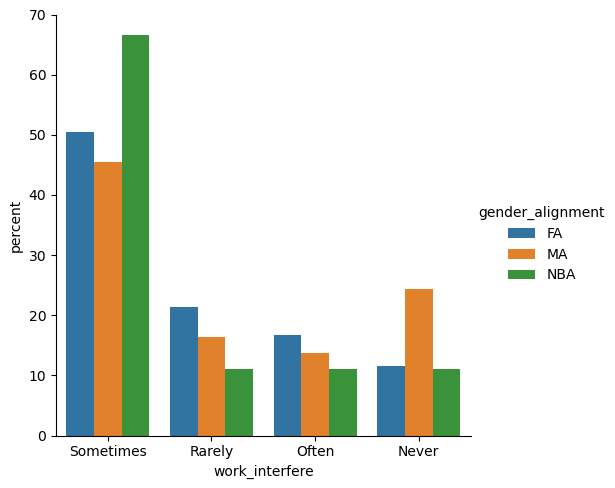 70
60
50
40
30
20
10
0
percent
Sometimes Rarely Often Never
work_interfere
gender_alignment
FA
MA
NBA